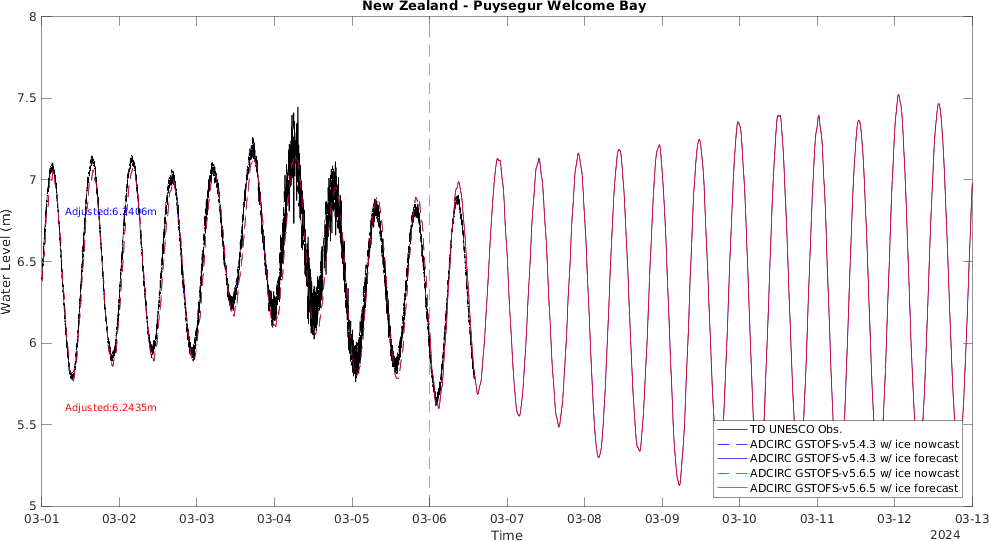 New Zealand - Puysegur Welcome Bay
8
7.5
7
6.5
6
5.5
5
Water Level (m)
Adjusted:6.2406m
Adjusted:6.2435m
TD UNESCO Obs.
ADCIRC GSTOFS-v5.4.3 w/ ice nowcast
ADCIRC GSTOFS-v5.4.3 w/ ice forecast
ADCIRC GSTOFS-v5.6.5 w/ ice nowcast
ADCIRC GSTOFS-v5.6.5 w/ ice forecast
03-01 03-02 03-03 03-04 03-05 03-06 03-07 03-08 03-09 03-10 03-11 03-12 03-13
Time 2024